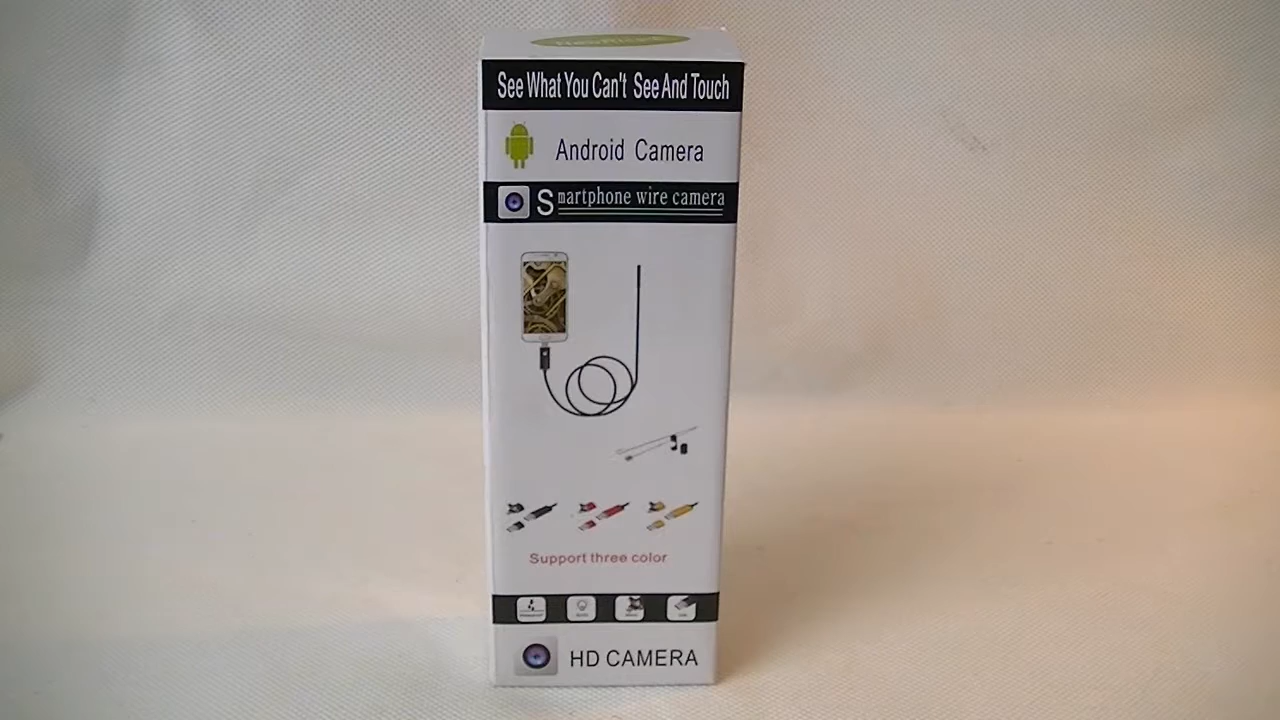 See What You Can't See And Touch
Android Camera
Smartphone wire camera
Support three color
HD CAMERA